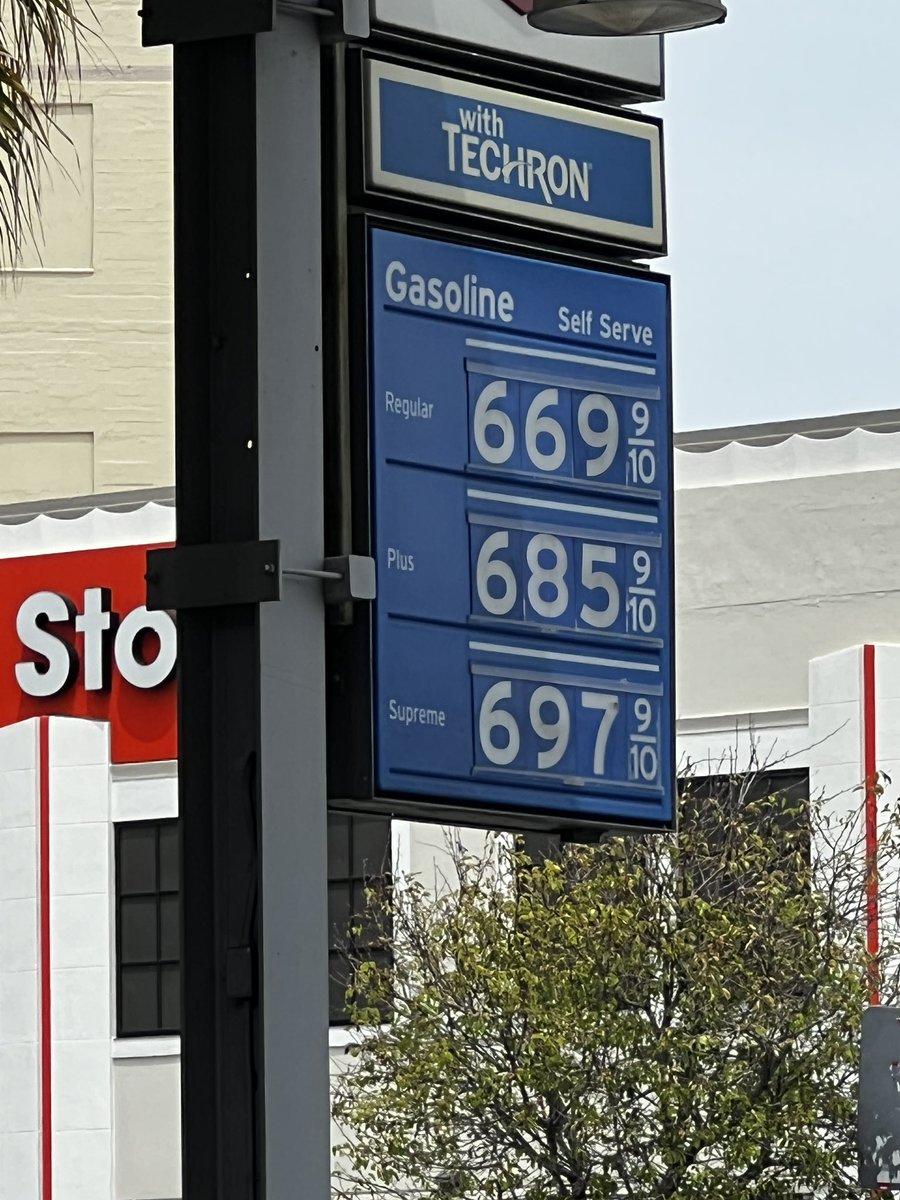 with
TECHRON®
Gasoline
Self Serve
Regular 669 9/10
Plus 685 9/10
Supreme 697 9/10
Sto